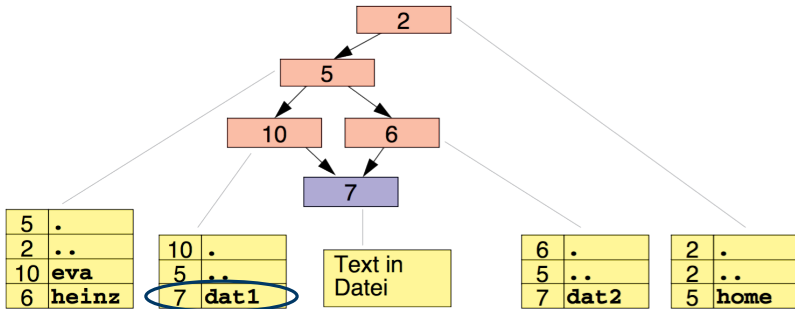 2
5
10 6
7
5 .
2 ..
10 eva
6 heinz
10 .
5 ..
7 dat1
Text in
Datei
6 .
5 ..
7 dat2
2 .
2 ..
5 home